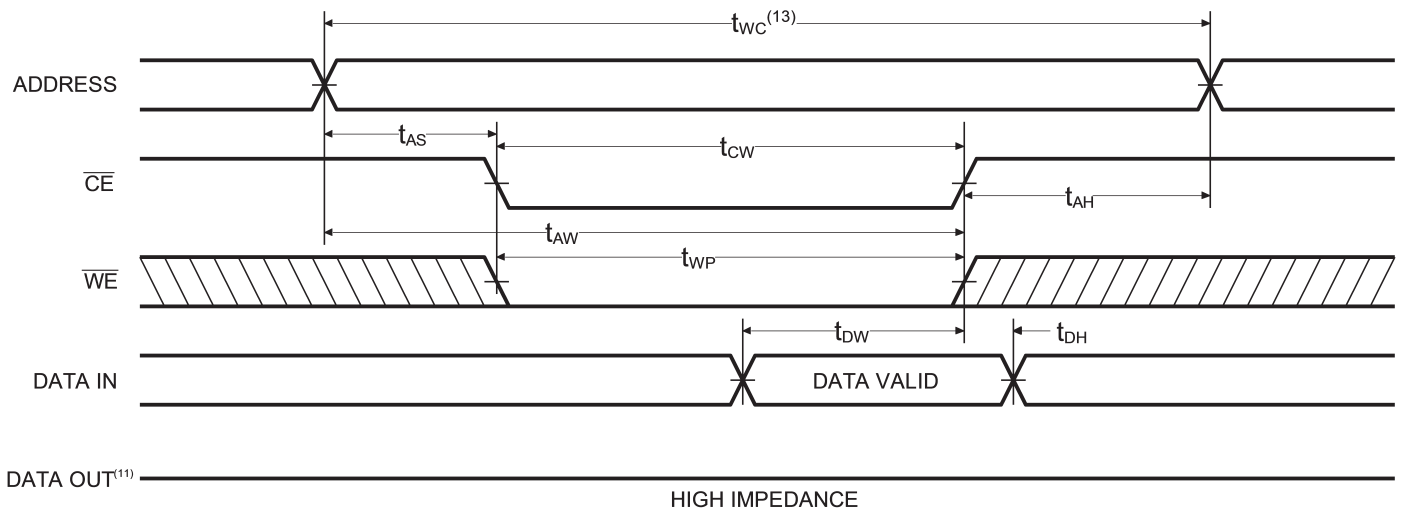 tWC(13)
ADDRESS
tAS
tCW
CE
tAH
tAW
tWP
WE
tDW
tDH
DATA IN
DATA VALID
DATA OUT(11)
HIGH IMPEDANCE